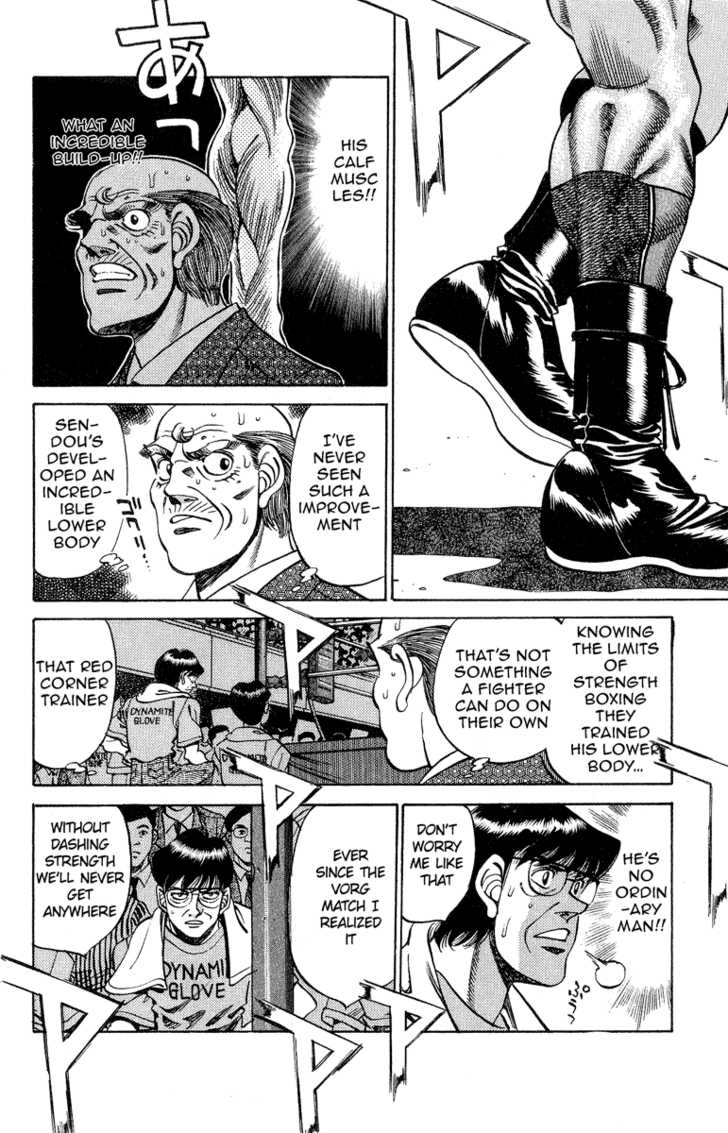 HIS
CALF
MUSC
LES!!
あっ
WHAT AN
INCREDIBLE
BUILD-UP!!
I'VE
NEVER
SEEN
SUCH A
IMPROVE-
MENT
SEN-
DOU'S
DEVEL-
OPED AN
INCRED-
IBLE
LOWER
BODY
KNOWING
THE LIMITS
OF
STRENGTH
BOXING
THEY
TRAINED
HIS LOWER
BODY...
THAT'S NOT
SOMETHING
A FIGHTER
CAN DO ON
THEIR OWN
THAT RED
CORNER
TRAINER
DYNAMITE
GLOVE
HE'S
NO
ORDIN
-ARY
MAN!!
DON'T
WORRY
ME LIKE
THAT
EVER
SINCE THE
VORG
MATCH I
REALIZED
IT
WITHOUT
DASHING
STRENGTH
WE'LL NEVER
GET
ANYWHERE
DYNAMI
GLOVE